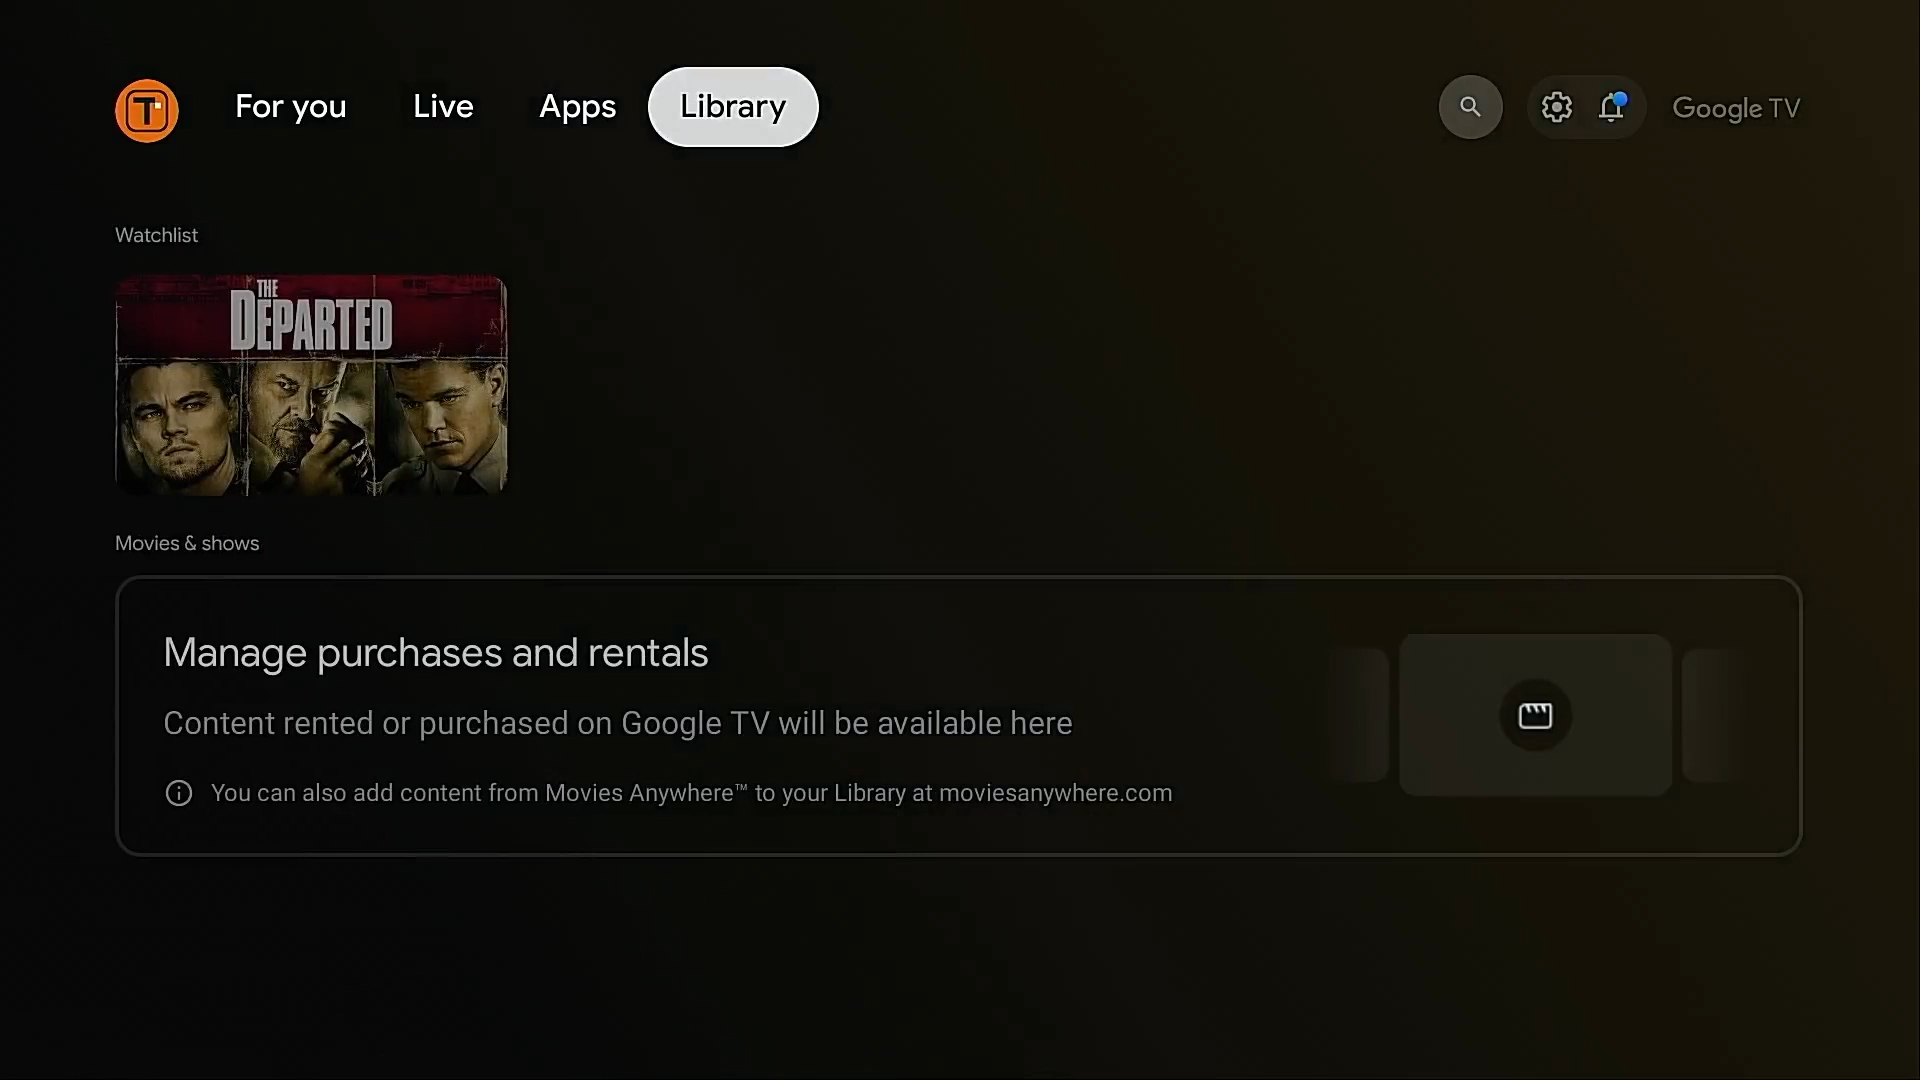 T
For you
Live
Apps
Library
Google TV
Watchlist
THE
DEPARTED
Movies & shows
Manage purchases and rentals
Content rented or purchased on Google TV will be available here
You can also add content from Movies Anywhere™ to your Library at moviesanywhere.com